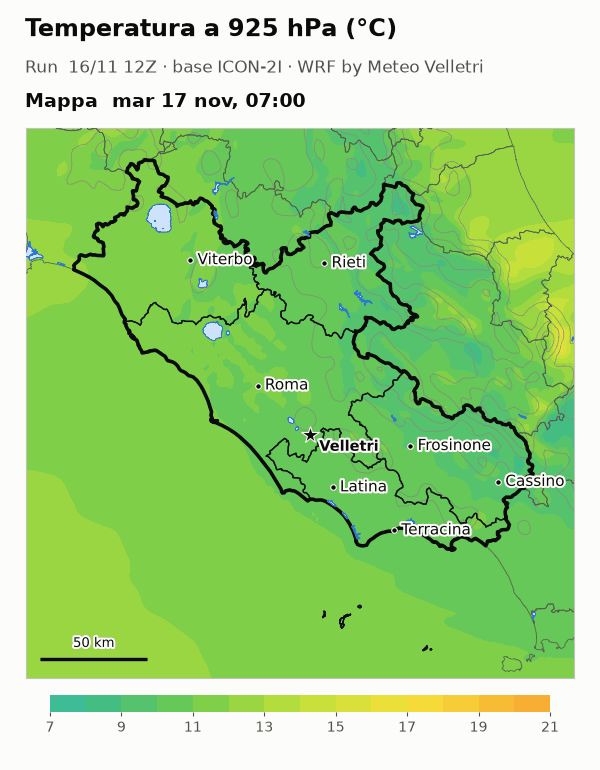 Temperatura a 925 hPa (°C)
Run  16/11 12Z · base ICON-2I · WRF by Meteo Velletri
Mappa  mar 17 nov, 07:00
Viterbo
Rieti
Roma
Velletri
Frosinone
Latina
Cassino
Terracina
50 km
7 9 11 13 15 17 19 21